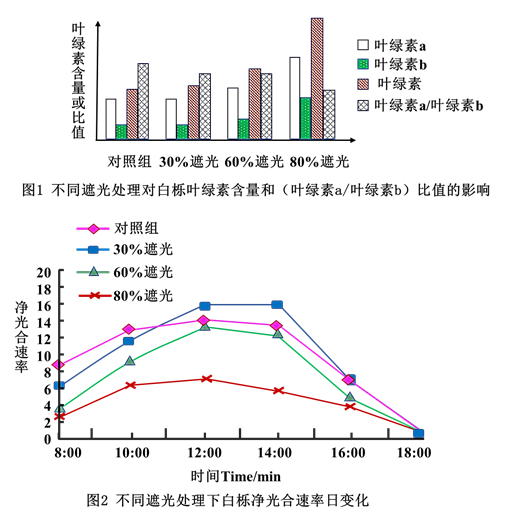 叶绿素含量或比值
叶绿素a
叶绿素b
叶绿素
叶绿素a/叶绿素b
对照组 30%遮光 60%遮光 80%遮光
图1 不同遮光处理对白栎叶绿素含量和（叶绿素a/叶绿素b）比值的影响
对照组
30%遮光
60%遮光
80%遮光
净光合速率
20
18
16
14
12
10
8
6
4
2
0
8:00 10:00 12:00 14:00 16:00 18:00
时间Time/min
图2 不同遮光处理下白栎净光合速率日变化